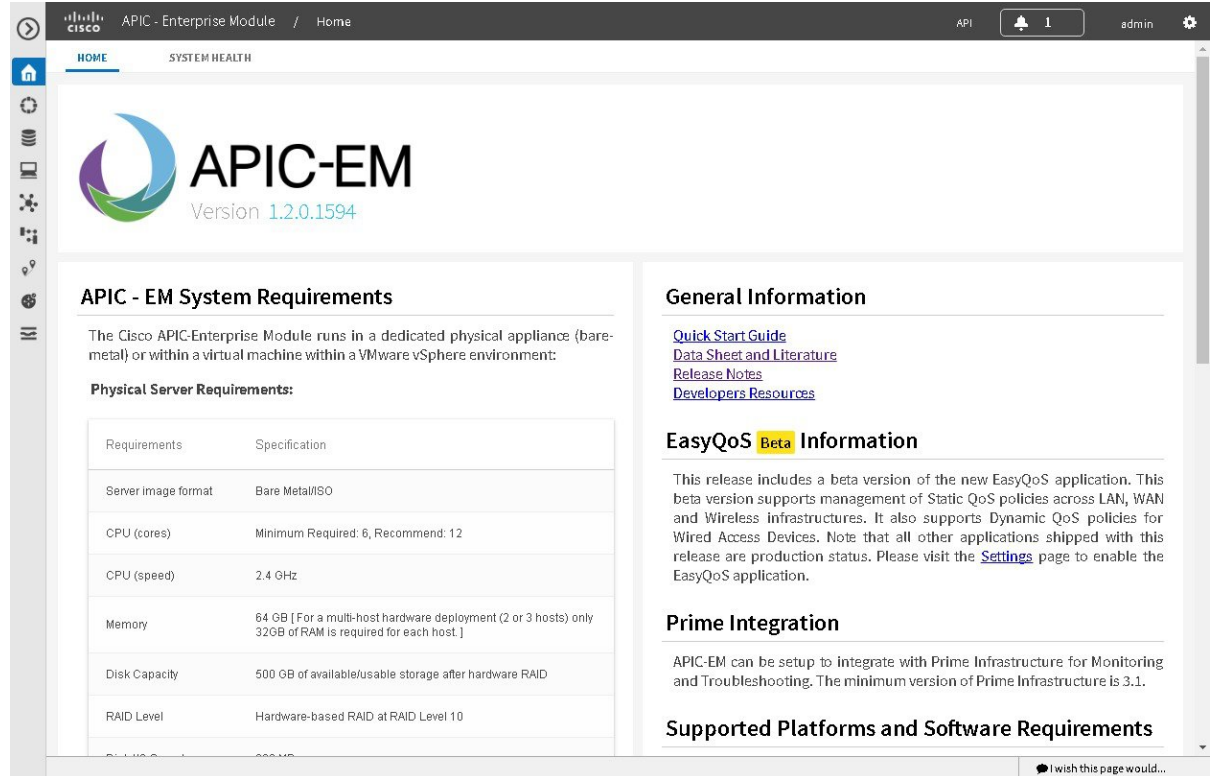 cisco
APIC - Enterprise Module / Home
API
1
admin
HOME
SYSTEM HEALTH
APIC-EM
Version 1.2.0.1594
APIC - EM System Requirements
The Cisco APIC-Enterprise Module runs in a dedicated physical appliance (bare-
metal) or within a virtual machine within a VMware vSphere environment:
Physical Server Requirements:
Requirements Specification
Server image format Bare Metal/ISO
CPU (cores) Minimum Required: 6, Recommend: 12
CPU (speed) 2.4 GHz
Memory 64 GB [ For a multi-host hardware deployment (2 or 3 hosts) only
32GB of RAM is required for each host. ]
Disk Capacity 500 GB of available/usable storage after hardware RAID
RAID Level Hardware-based RAID at RAID Level 10
General Information
Quick Start Guide
Data Sheet and Literature
Release Notes
Developers Resources
EasyQoS Beta Information
This release includes a beta version of the new EasyQoS application. This
beta version supports management of Static QoS policies across LAN, WAN
and Wireless infrastructures. It also supports Dynamic QoS policies for
Wired Access Devices. Note that all other applications shipped with this
release are production status. Please visit the Settings page to enable the
EasyQoS application.
Prime Integration
APIC-EM can be setup to integrate with Prime Infrastructure for Monitoring
and Troubleshooting. The minimum version of Prime Infrastructure is 3.1.
Supported Platforms and Software Requirements
I wish this page would...